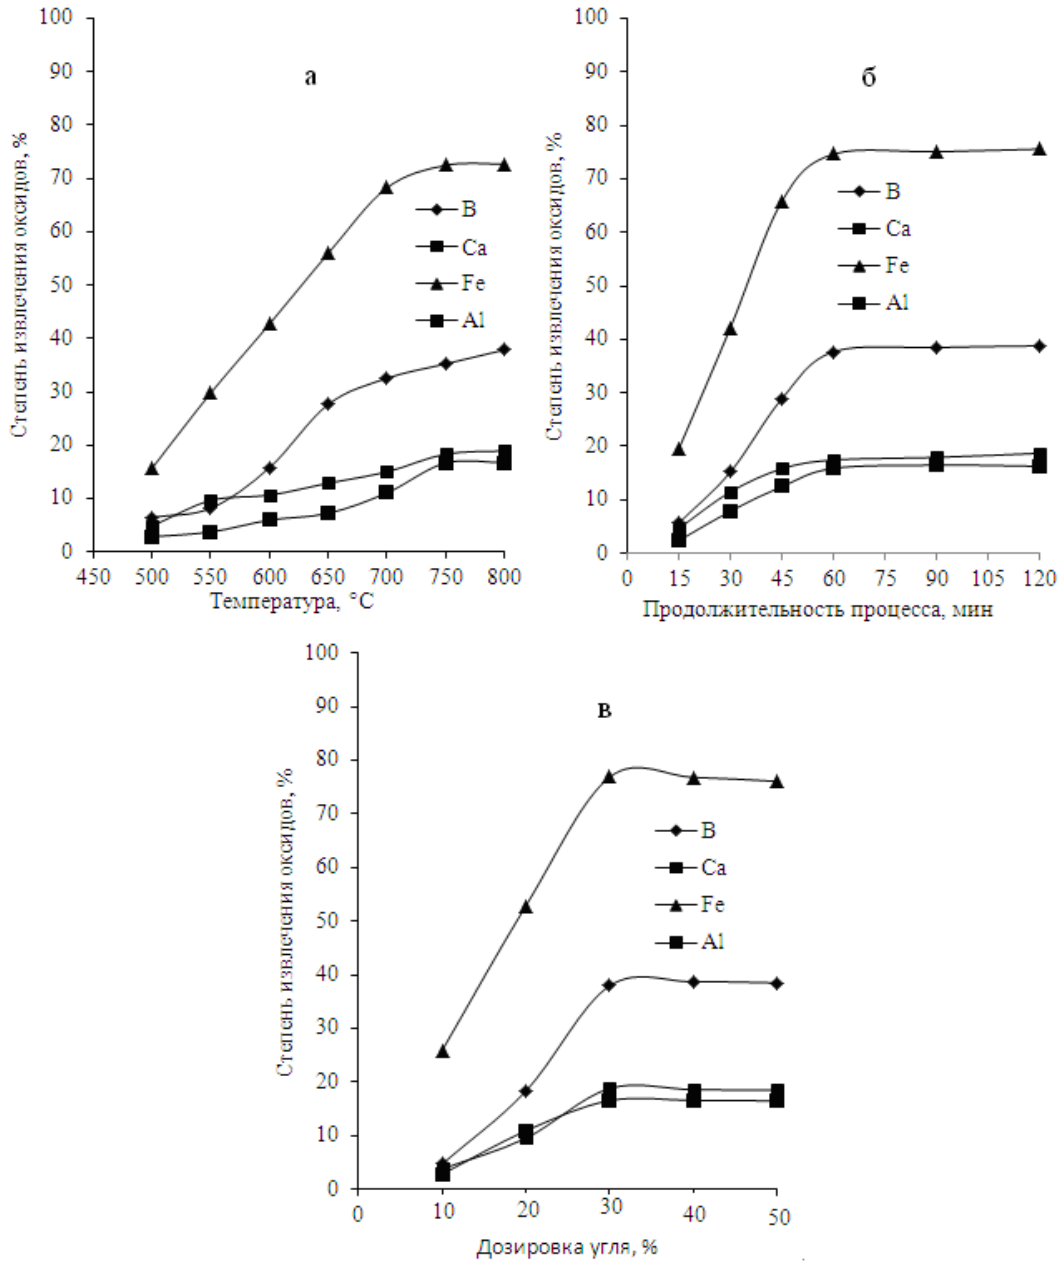 а
Степень извлечения оксидов, %
100
90
80
70
60
50
40
30
20
10
0
B
Ca
Fe
Al
450 500 550 600 650 700 750 800
Температура, °С
б
Степень извлечения оксидов, %
100
90
80
70
60
50
40
30
20
10
0
B
Ca
Fe
Al
0 15 30 45 60 75 90 105 120
Продолжительность процесса, мин
в
Степень извлечения оксидов, %
100
90
80
70
60
50
40
30
20
10
0
B
Ca
Fe
Al
0 10 20 30 40 50
Дозировка угля, %